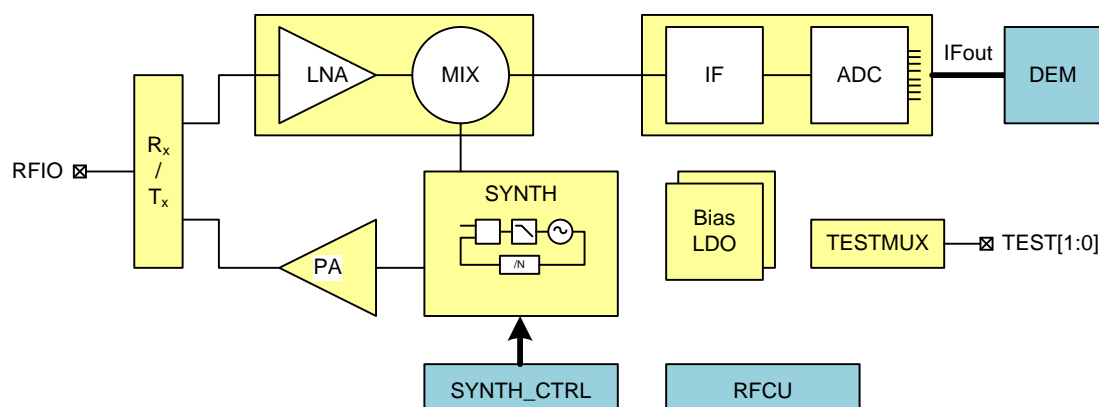 LNA
MIX
IF
ADC
IFout
DEM
RFIO
Rx
/
Tx
SYNTH
/N
PA
Bias
LDO
TESTMUX
TEST[1:0]
SYNTH_CTRL
RFCU